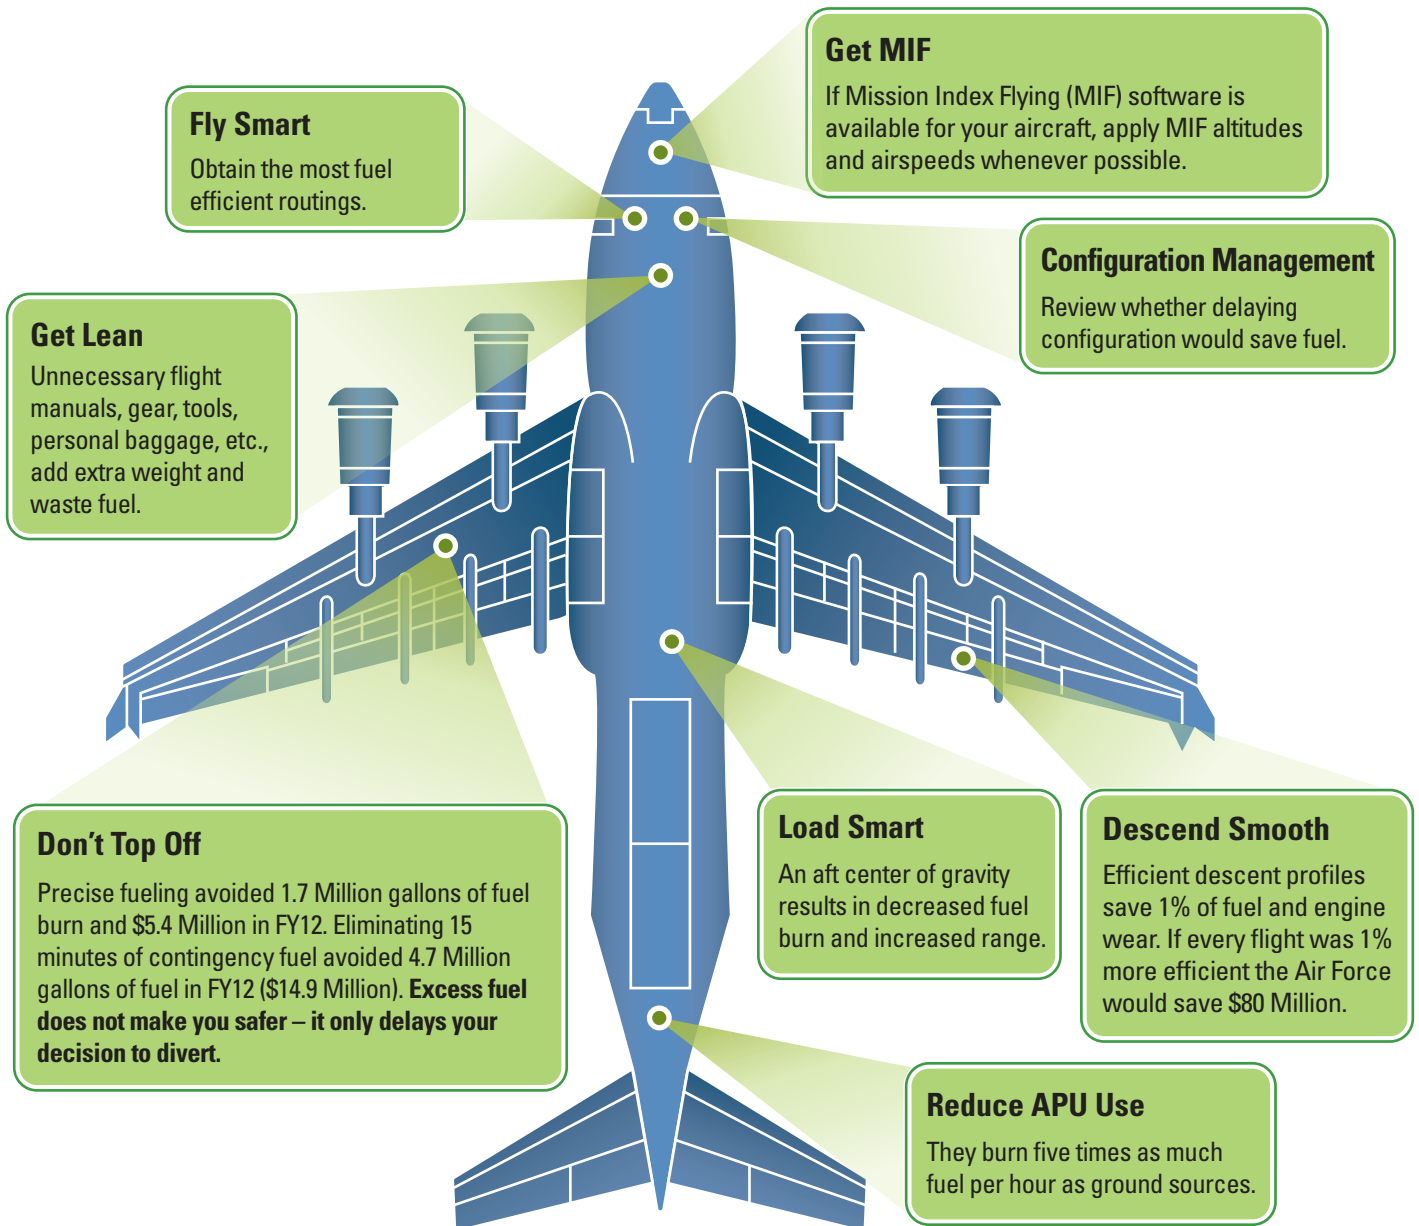 Get MIF
If Mission Index Flying (MIF) software is
available for your aircraft, apply MIF altitudes
and airspeeds whenever possible.
Fly Smart
Obtain the most fuel
efficient routings.
Configuration Management
Review whether delaying
configuration would save fuel.
Get Lean
Unnecessary flight
manuals, gear, tools,
personal baggage, etc.,
add extra weight and
waste fuel.
Don’t Top Off
Precise fueling avoided 1.7 Million gallons of fuel
burn and $5.4 Million in FY12. Eliminating 15
minutes of contingency fuel avoided 4.7 Million
gallons of fuel in FY12 ($14.9 Million). Excess fuel
does not make you safer – it only delays your
decision to divert.
Load Smart
An aft center of gravity
results in decreased fuel
burn and increased range.
Descend Smooth
Efficient descent profiles
save 1% of fuel and engine
wear. If every flight was 1%
more efficient the Air Force
would save $80 Million.
Reduce APU Use
They burn five times as much
fuel per hour as ground sources.